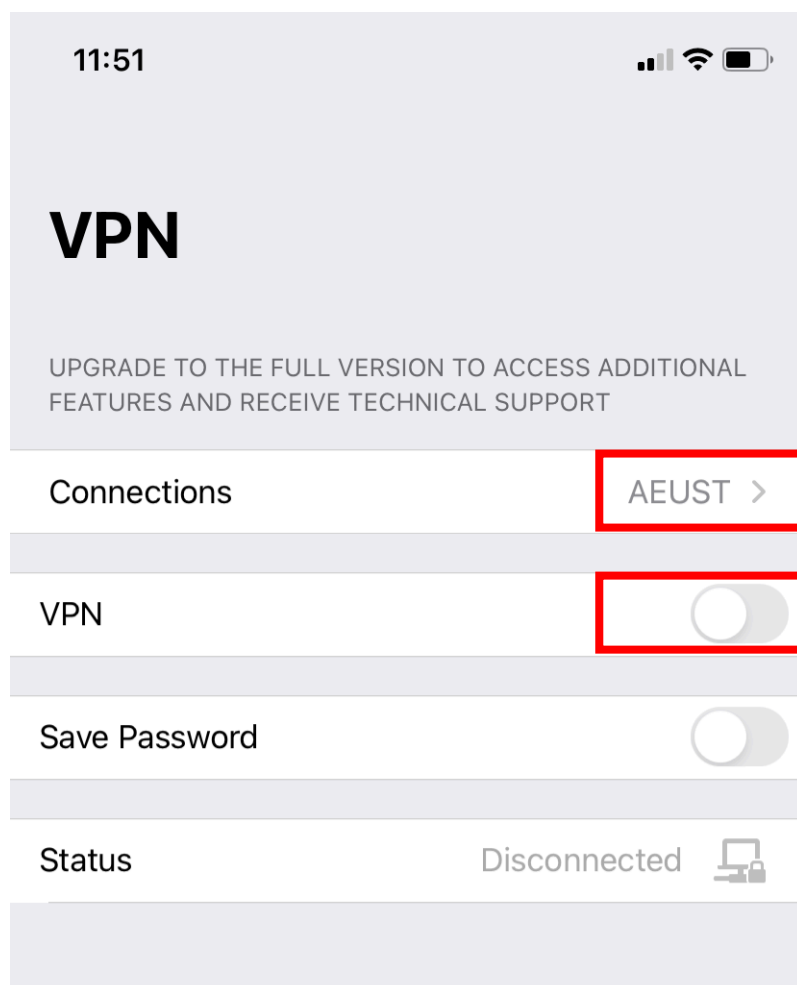 11:51
VPN
UPGRADE TO THE FULL VERSION TO ACCESS ADDITIONAL
FEATURES AND RECEIVE TECHNICAL SUPPORT
Connections AEUST
VPN
Save Password
Status Disconnected